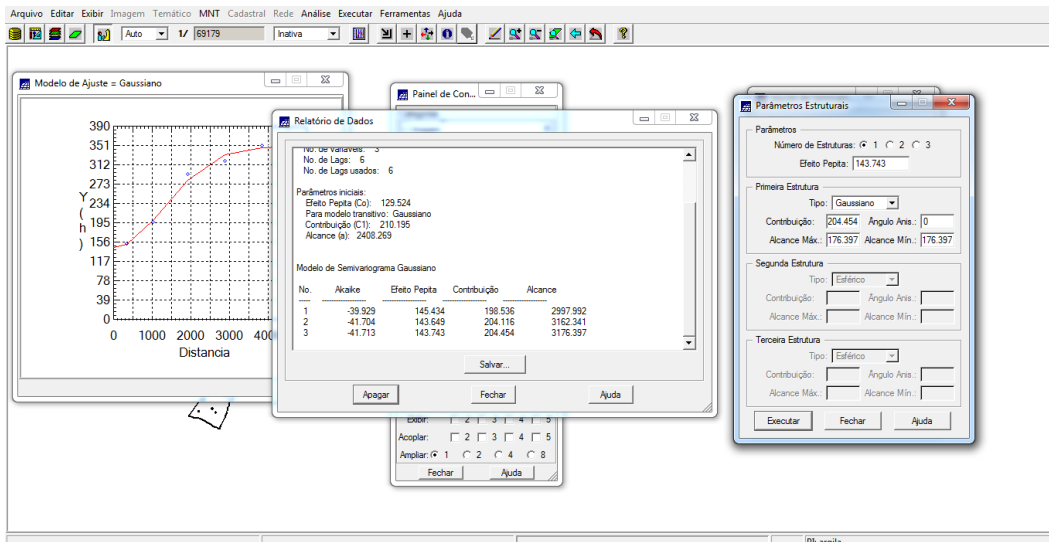 Arquivo Editar Exibir Imagem Temático MNT Cadastral Rede Análise Executar Ferramentas Ajuda
Auto 1/ 69179 Inativa
Modelo de Ajuste = Gaussiano
390
351
312
273
234
195
156
117
78
39
0
Y(h)
0 1000 2000 3000 400
Distancia
Painel de Con...
Relatório de Dados
No. de variáveis: 3
No. de Lags: 6
No. de Lags usados: 6
Parâmetros iniciais:
Efeito Pepita (Co): 129.524
Para modelo transitivo: Gaussiano
Contribuição (C1): 210.195
Alcance (a): 2408.269
Modelo de Semivariograma Gaussiano
No. Akaike Efeito Pepita Contribuição Alcance
----- ------------------ ------------------ ------------------ ------------------
1 -39.929 145.434 198.536 2997.992
2 -41.704 143.649 204.116 3162.341
3 -41.713 143.743 204.454 3176.397
Salvar...
Apagar Fechar Ajuda
Exibir: 2 3 4 5
Acoplar: 2 3 4 5
Ampliar: 1 2 4 8
Fechar Ajuda
Parâmetros Estruturais
Parâmetros
Número de Estruturas: 1 2 3
Efeito Pepita: 143.743
Primeira Estrutura
Tipo: Gaussiano
Contribuição: 204.454 Ângulo Anis.: 0
Alcance Máx.: 176.397 Alcance Mín.: 176.397
Segunda Estrutura
Tipo: Esférico
Contribuição: Ângulo Anis.:
Alcance Máx.: Alcance Mín.:
Terceira Estrutura
Tipo: Esférico
Contribuição: Ângulo Anis.:
Alcance Máx.: Alcance Mín.:
Executar Fechar Ajuda